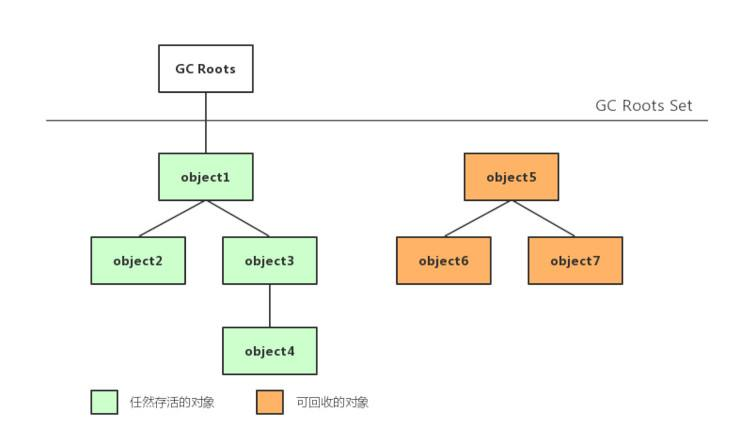 GC Roots
GC Roots Set
object1
object5
object2
object3
object6
object7
object4
任然存活的对象
可回收的对象